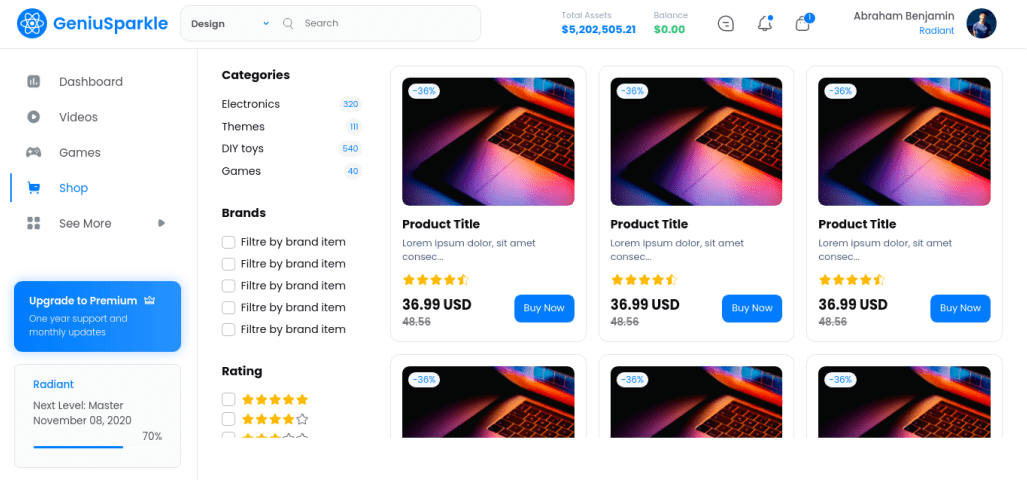 GeniusSparkle
Design
Search
Total Assets
$5,202,505.21
Balance
$0.00
1
Abraham Benjamin
Radiant
Dashboard
Videos
Games
Shop
See More
Upgrade to Premium
One year support and
monthly updates
Radiant
Next Level: Master
November 08, 2020
70%
Categories
Electronics 320
Themes 111
DIY toys 540
Games 40
Brands
Filtre by brand item
Filtre by brand item
Filtre by brand item
Filtre by brand item
Filtre by brand item
Rating
-36%
Product Title
Lorem ipsum dolor, sit amet
consec...
36.99 USD
48.56
Buy Now
-36%
Product Title
Lorem ipsum dolor, sit amet
consec...
36.99 USD
48.56
Buy Now
-36%
Product Title
Lorem ipsum dolor, sit amet
consec...
36.99 USD
48.56
Buy Now
-36%
-36%
-36%